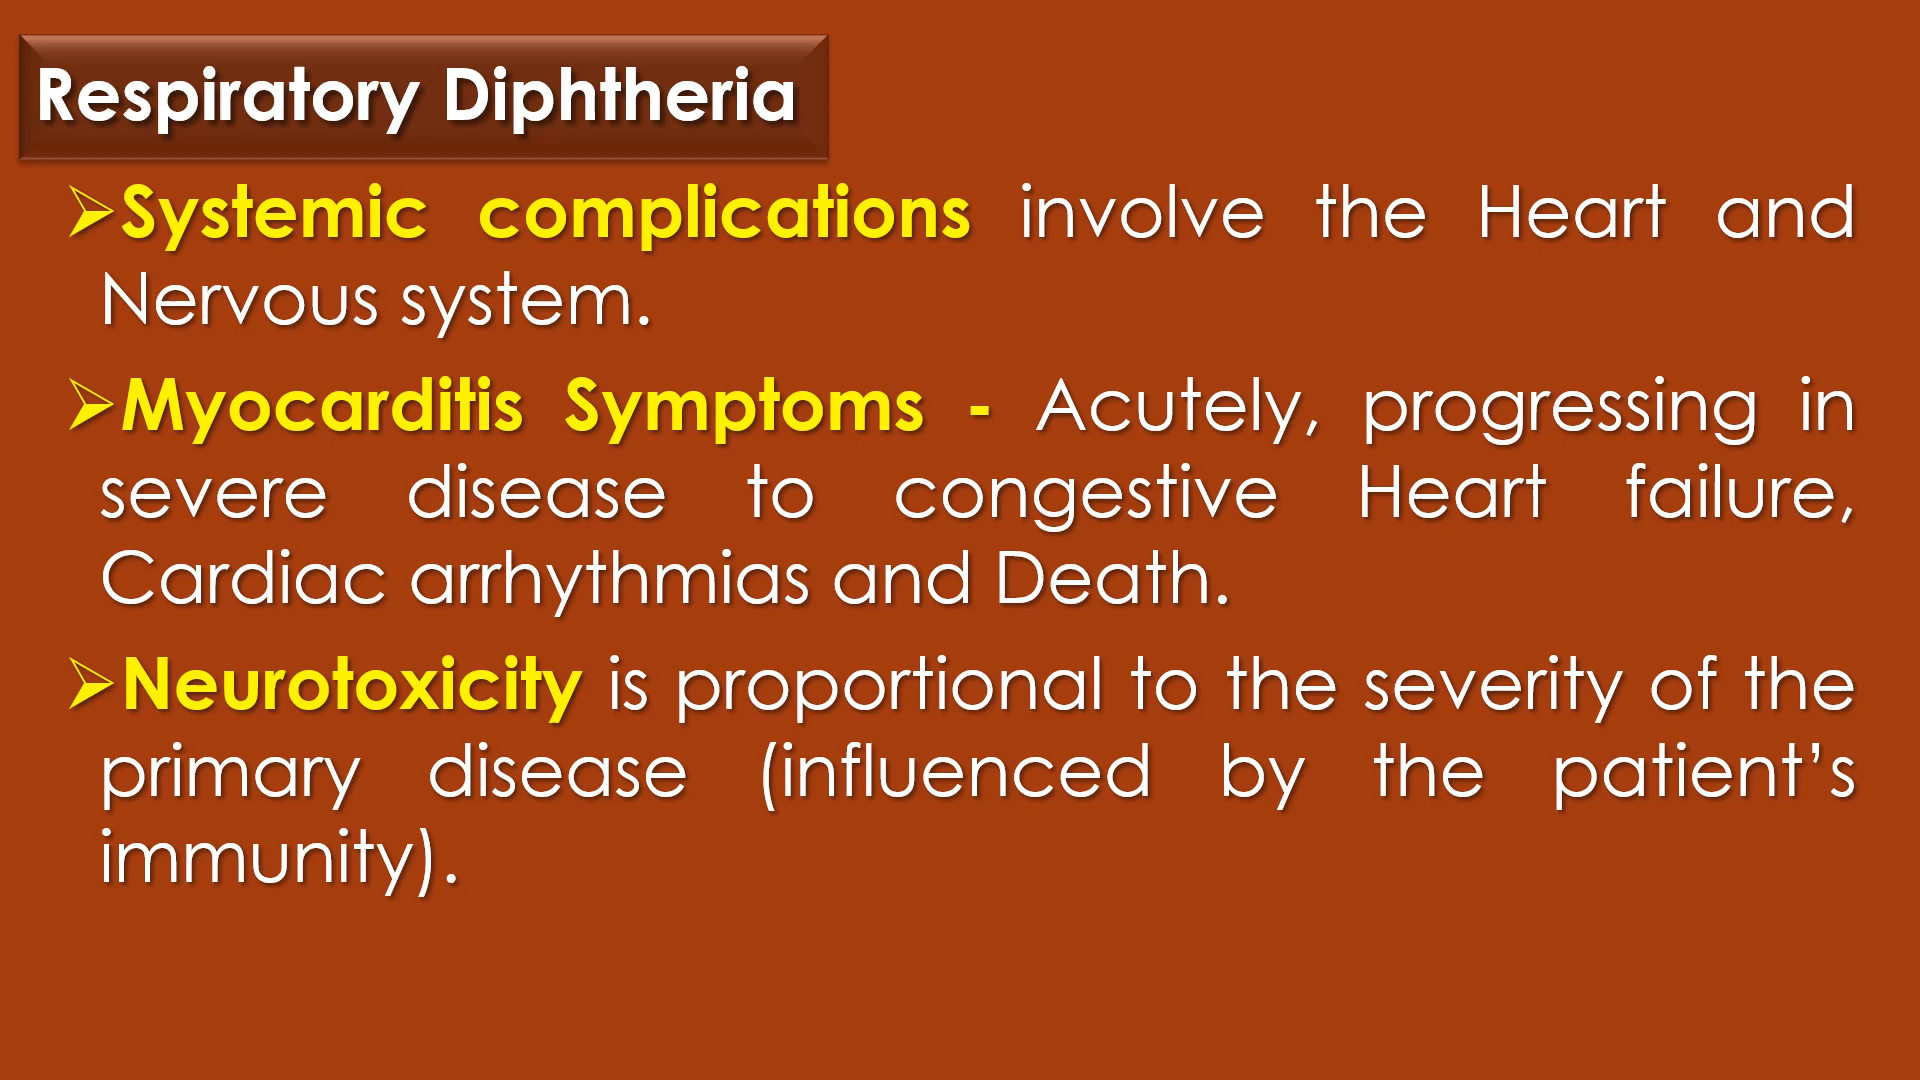 Respiratory Diphtheria
➢Systemic complications involve the Heart and
Nervous system.
➢Myocarditis Symptoms - Acutely, progressing in
severe disease to congestive Heart failure,
Cardiac arrhythmias and Death.
➢Neurotoxicity is proportional to the severity of the
primary disease (influenced by the patient’s
immunity).